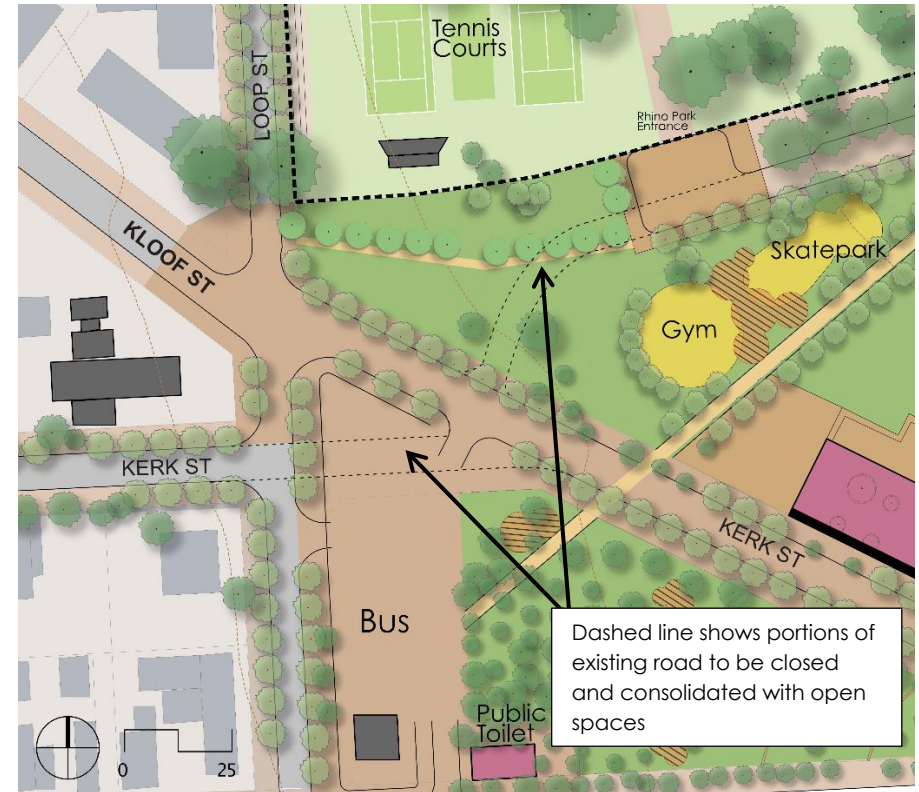 Tennis
Courts
LOOP ST
Rhino Park
Entrance
KLOOF ST
Skatepark
Gym
KERK ST
KERK ST
Bus
Dashed line shows portions of
existing road to be closed
and consolidated with open
spaces
Public
Toilet
0 25